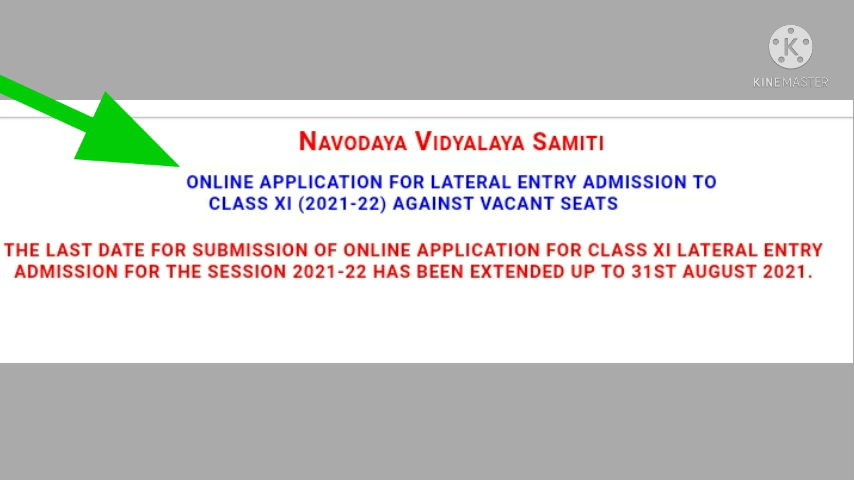 KINEMASTER
NAVODAYA VIDYALAYA SAMITI
ONLINE APPLICATION FOR LATERAL ENTRY ADMISSION TO
CLASS XI (2021-22) AGAINST VACANT SEATS
THE LAST DATE FOR SUBMISSION OF ONLINE APPLICATION FOR CLASS XI LATERAL ENTRY
ADMISSION FOR THE SESSION 2021-22 HAS BEEN EXTENDED UP TO 31ST AUGUST 2021.